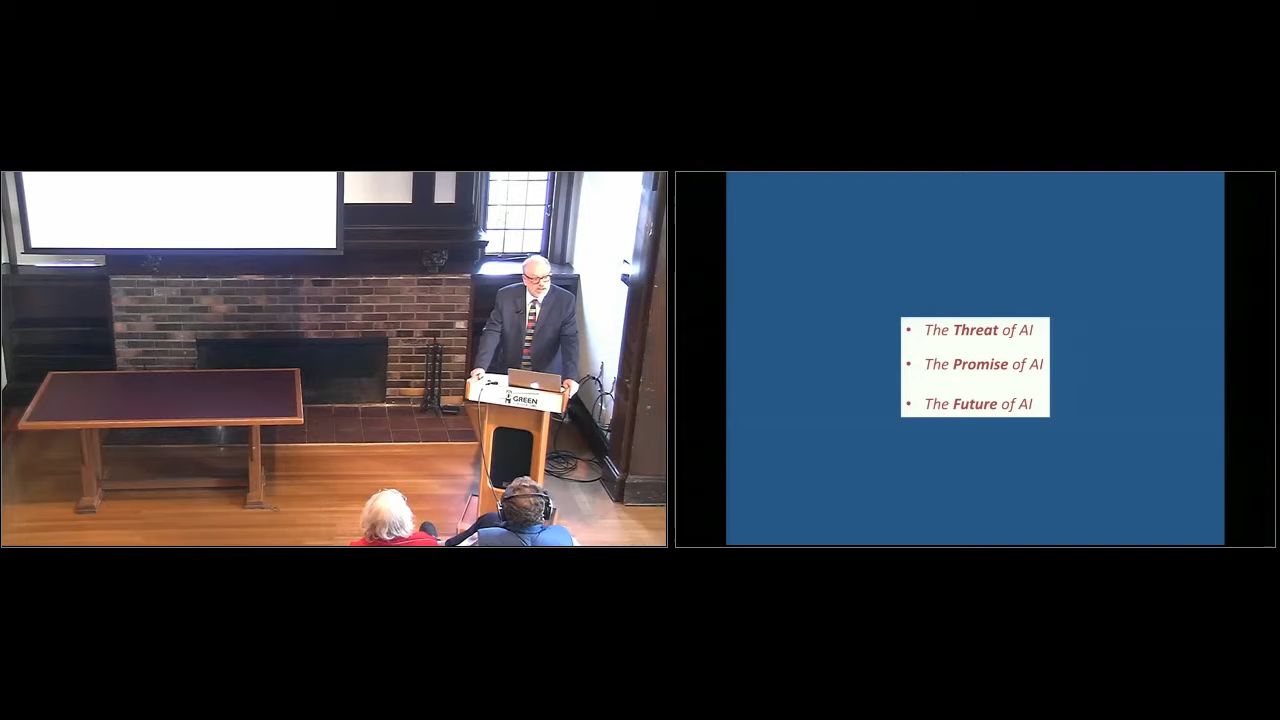 GREEN
• The Threat of AI
• The Promise of AI
• The Future of AI